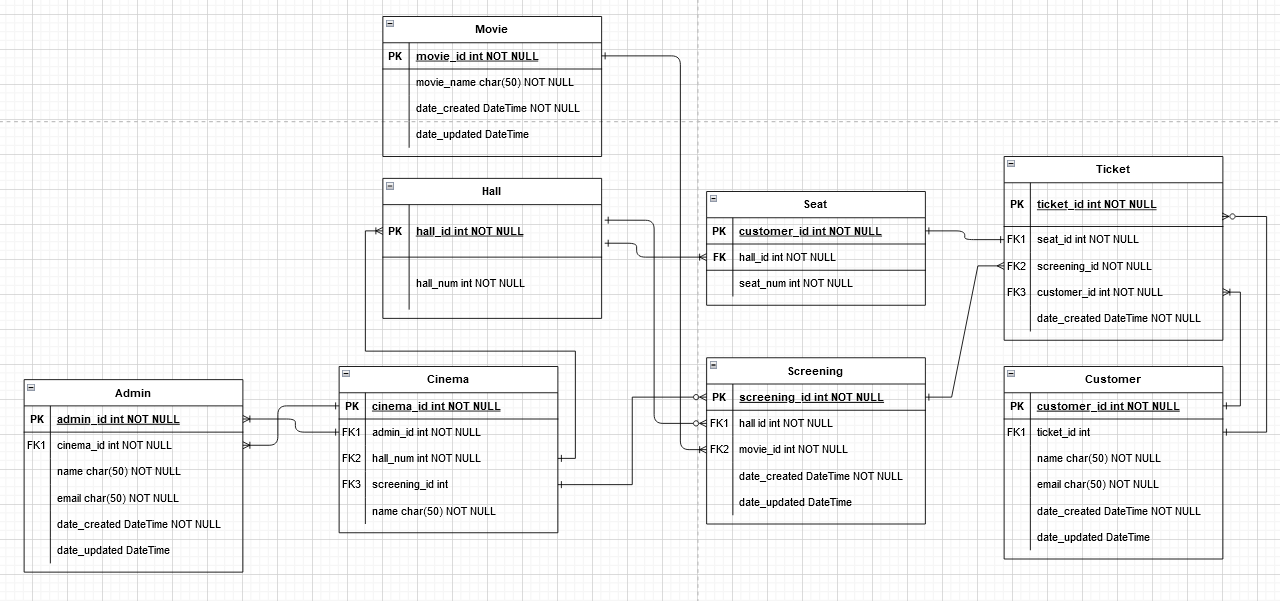 Movie
PK movie_id int NOT NULL
movie_name char(50) NOT NULL
date_created DateTime NOT NULL
date_updated DateTime
Hall
PK hall_id int NOT NULL
hall_num int NOT NULL
Seat
PK customer_id int NOT NULL
FK hall_id int NOT NULL
seat_num int NOT NULL
Ticket
PK ticket_id int NOT NULL
FK1 seat_id int NOT NULL
FK2 screening_id NOT NULL
FK3 customer_id int NOT NULL
date_created DateTime NOT NULL
Admin
PK admin_id int NOT NULL
FK1 cinema_id int NOT NULL
name char(50) NOT NULL
email char(50) NOT NULL
date_created DateTime NOT NULL
date_updated DateTime
Cinema
PK cinema_id int NOT NULL
FK1 admin_id int NOT NULL
FK2 hall_num int NOT NULL
FK3 screening_id int
name char(50) NOT NULL
Screening
PK screening_id int NOT NULL
FK1 hall id int NOT NULL
FK2 movie_id int NOT NULL
date_created DateTime NOT NULL
date_updated DateTime
Customer
PK customer_id int NOT NULL
FK1 ticket_id int
name char(50) NOT NULL
email char(50) NOT NULL
date_created DateTime NOT NULL
date_updated DateTime